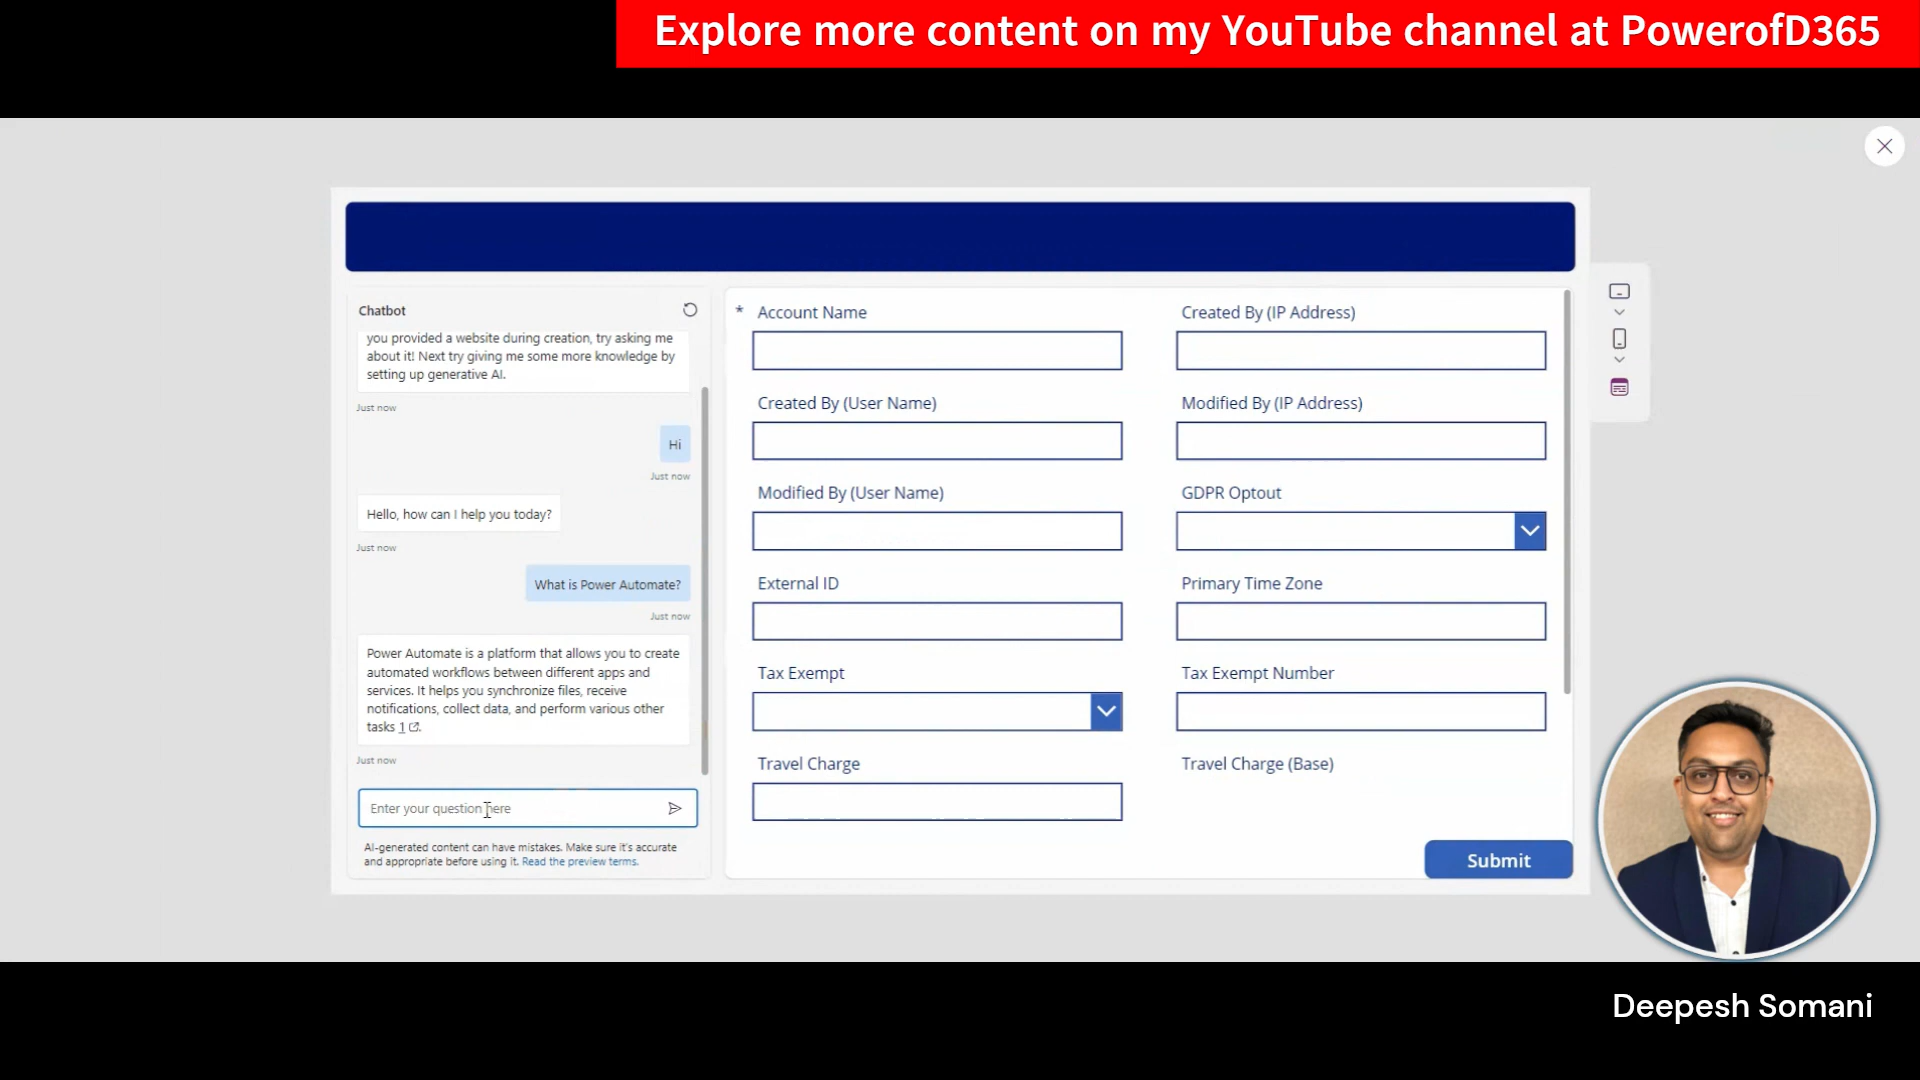 Explore more content on my YouTube channel at PowerofD365
Chatbot
you provided a website during creation, try asking me
about it! Next try giving me some more knowledge by
setting up generative AI.
Just now
Hi
Just now
Hello, how can I help you today?
Just now
What is Power Automate?
Just now
Power Automate is a platform that allows you to create
automated workflows between different apps and
services. It helps you synchronize files, receive
notifications, collect data, and perform various other
tasks 1.
Just now
Enter your question here
AI-generated content can have mistakes. Make sure it's accurate
and appropriate before using it. Read the preview terms.
* Account Name
Created By (IP Address)
Created By (User Name)
Modified By (IP Address)
Modified By (User Name)
GDPR Optout
External ID
Primary Time Zone
Tax Exempt
Tax Exempt Number
Travel Charge
Travel Charge (Base)
Submit
Deepesh Somani